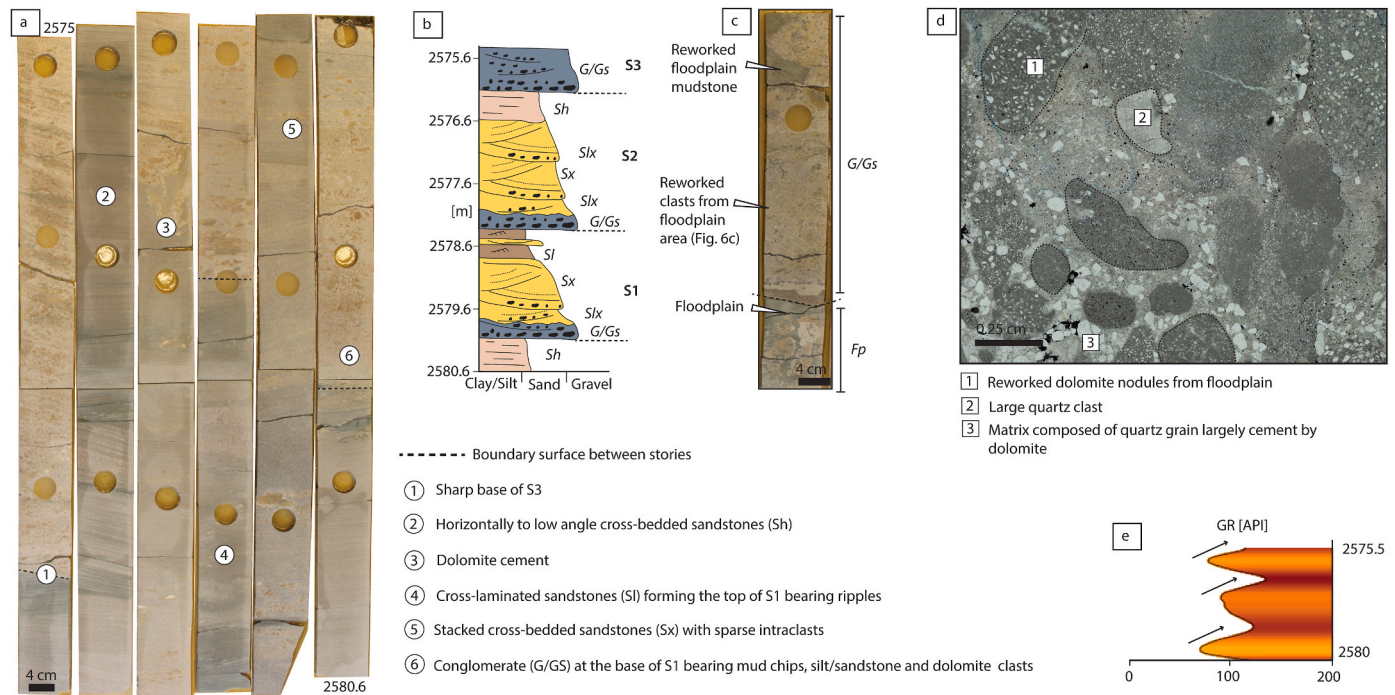 a
2575
1
2
3
4
5
6
4 cm
2580.6
b
2575.6
2576.6
2577.6
[m]
2578.6
2579.6
2580.6
G/Gs
S3
Sh
Slx
S2
Sx
Slx
G/Gs
Sl
Sx
S1
Slx
G/Gs
Sh
Clay/Silt
Sand
Gravel
c
Reworked
floodplain
mudstone
Reworked
clasts from
floodplain
area (Fig. 6c)
Floodplain
G/Gs
Fp
4 cm
d
1
2
3
0.25 cm
1 Reworked dolomite nodules from floodplain
2 Large quartz clast
3 Matrix composed of quartz grain largely cement by
dolomite
Boundary surface between stories
1 Sharp base of S3
2 Horizontally to low angle cross-bedded sandstones (Sh)
3 Dolomite cement
4 Cross-laminated sandstones (Sl) forming the top of S1 bearing ripples
5 Stacked cross-bedded sandstones (Sx) with sparse intraclasts
6 Conglomerate (G/GS) at the base of S1 bearing mud chips, silt/sandstone and dolomite clasts
e
GR [API]
2575.5
2580
0
100
200